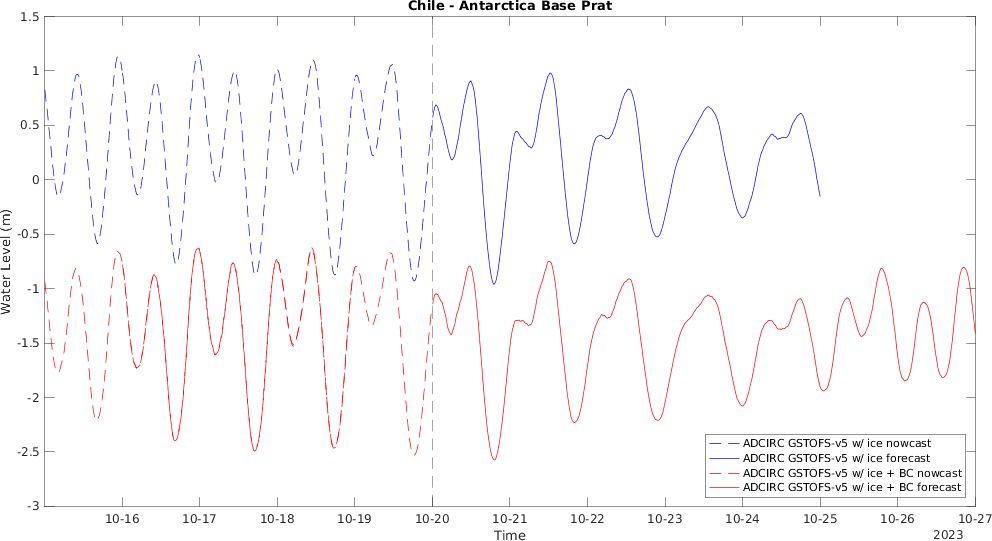 Chile - Antarctica Base Prat
1.5
1
0.5
0
-0.5
-1
-1.5
-2
-2.5
-3
Water Level (m)
ADCIRC GSTOFS-v5 w/ ice nowcast
ADCIRC GSTOFS-v5 w/ ice forecast
ADCIRC GSTOFS-v5 w/ ice + BC nowcast
ADCIRC GSTOFS-v5 w/ ice + BC forecast
10-16 10-17 10-18 10-19 10-20 10-21 10-22 10-23 10-24 10-25 10-26 10-27
Time
2023